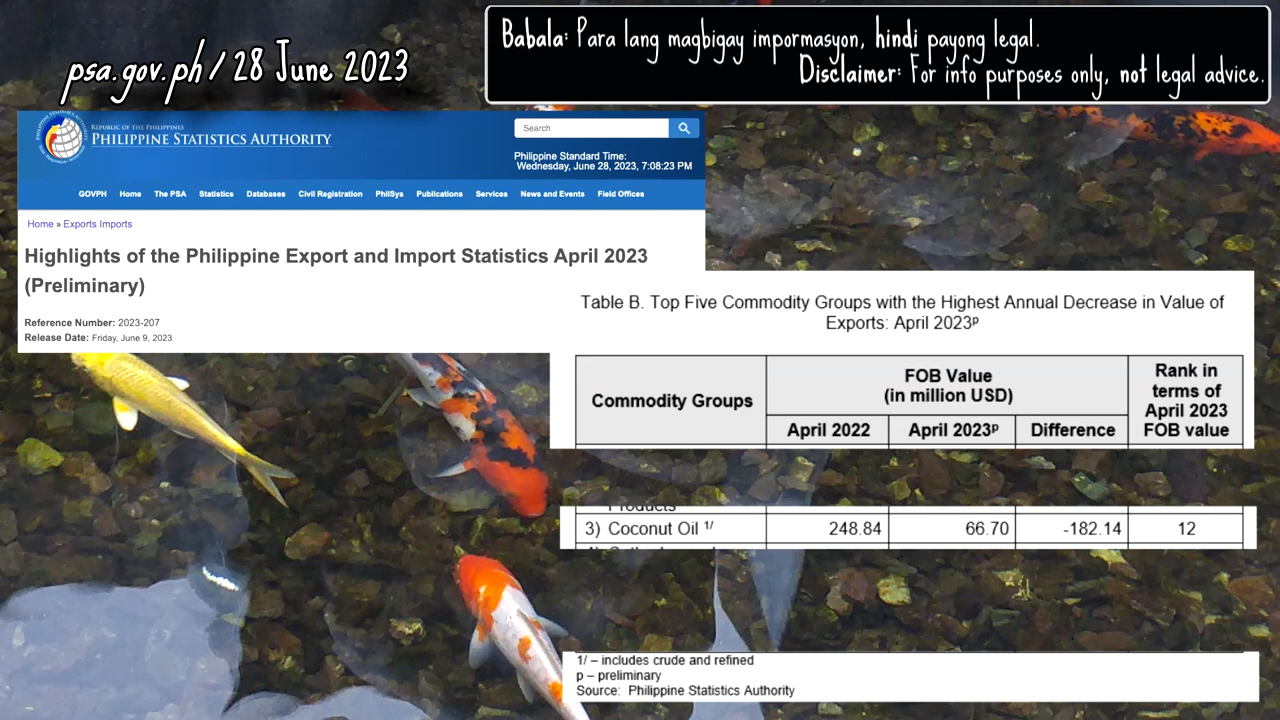 psa.gov.ph / 28 June 2023
Babala: Para lang magbigay impormasyon, hindi payong legal.
Disclaimer: For info purposes only, not legal advice.
REPUBLIC OF THE PHILIPPINES
PHILIPPINE STATISTICS AUTHORITY
Search
Philippine Standard Time:
Wednesday, June 28, 2023, 7:08:23 PM
GOVPH Home The PSA Statistics Databases Civil Registration PhilSys Publications Services News and Events Field Offices
Home » Exports Imports
Highlights of the Philippine Export and Import Statistics April 2023
(Preliminary)
Reference Number: 2023-207
Release Date: Friday, June 9, 2023
Table B. Top Five Commodity Groups with the Highest Annual Decrease in Value of
Exports: April 2023ᵖ
Commodity Groups
FOB Value
(in million USD)
Rank in
terms of
April 2023
FOB value
April 2022 April 2023ᵖ Difference
Products
3) Coconut Oil ¹/ 248.84 66.70 -182.14 12
1/ – includes crude and refined
p – preliminary
Source: Philippine Statistics Authority